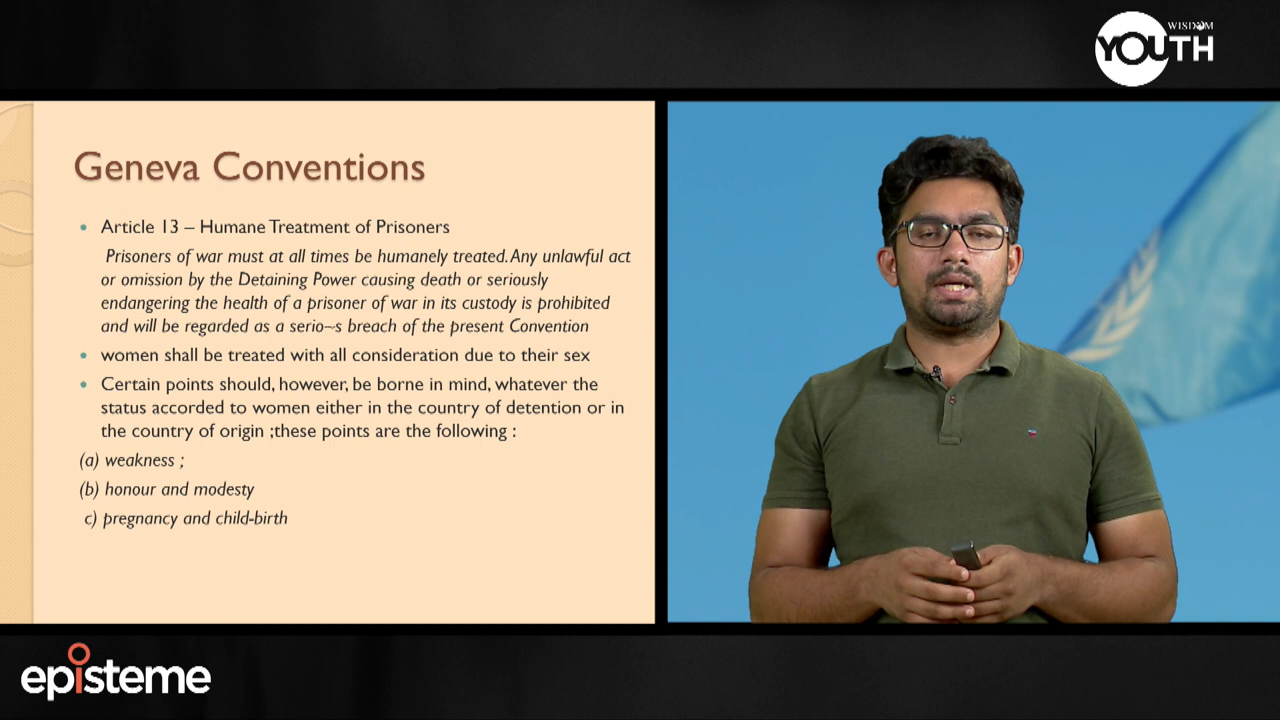 WISDOM
YOUTH
Geneva Conventions
• Article 13 – Humane Treatment of Prisoners
Prisoners of war must at all times be humanely treated. Any unlawful act
or omission by the Detaining Power causing death or seriously
endangering the health of a prisoner of war in its custody is prohibited
and will be regarded as a serio~s breach of the present Convention
• women shall be treated with all consideration due to their sex
• Certain points should, however, be borne in mind, whatever the
status accorded to women either in the country of detention or in
the country of origin ;these points are the following :
(a) weakness ;
(b) honour and modesty
c) pregnancy and child-birth
episteme